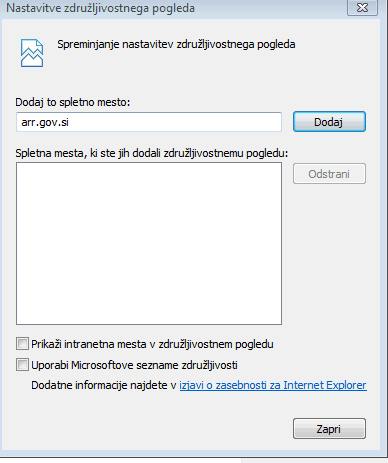 Nastavitve združljivostnega pogleda
Spreminjanje nastavitev združljivostnega pogleda
Dodaj to spletno mesto:
arr.gov.si
Dodaj
Spletna mesta, ki ste jih dodali združljivostnemu pogledu:
Odstrani
Prikaži intranetna mesta v združljivostnem pogledu
Uporabi Microsoftove sezname združljivosti
Dodatne informacije najdete v izjavi o zasebnosti za Internet Explorer
Zapri